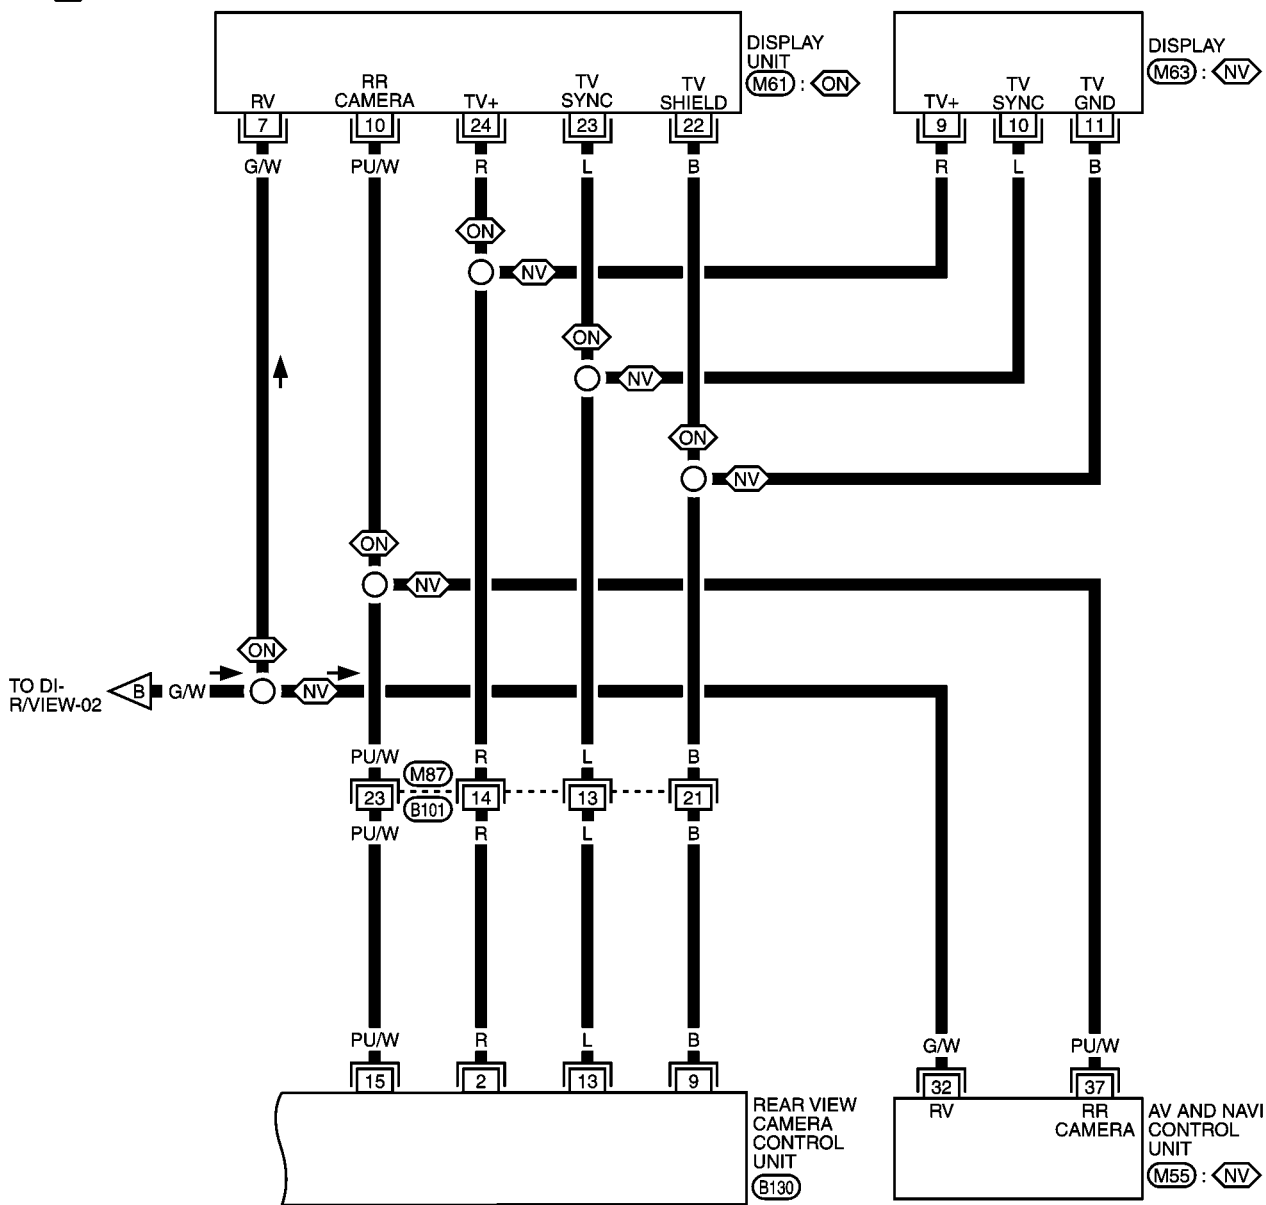 DISPLAY
UNIT
M61 : ON
DISPLAY
M63 : NV
RV
RR
CAMERA
TV+
TV
SYNC
TV
SHIELD
TV+
TV
SYNC
TV
GND
7 10 24 23 22 9 10 11
G/W PU/W R L B R L B
ON
NV
ON
NV
ON
NV
ON
NV
ON
TO DI-
R/VIEW-02
B G/W NV
PU/W R L B
M87
23 14 13 21
B101
PU/W R L B
PU/W R L B G/W PU/W
15 2 13 9 32 37
REAR VIEW
CAMERA
CONTROL
UNIT
B130
RV
RR
CAMERA
AV AND NAVI
CONTROL
UNIT
M55 : NV